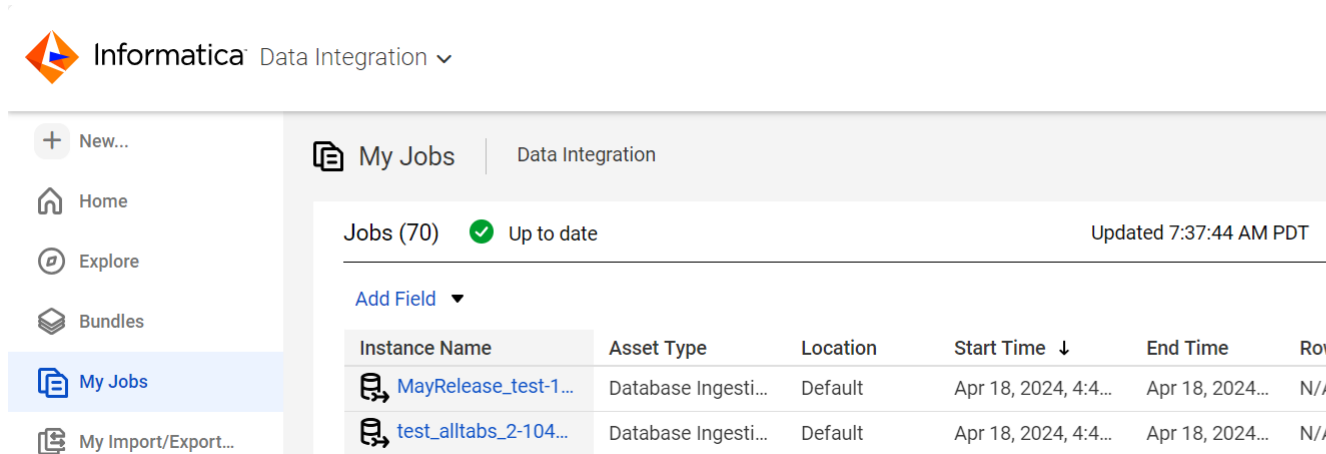 Informatica Data Integration
New...
Home
Explore
Bundles
My Jobs
My Import/Export...
My Jobs Data Integration
Jobs (70) Up to date Updated 7:37:44 AM PDT
Add Field
Instance Name Asset Type Location Start Time ↓ End Time
MayRelease_test-1... Database Ingesti... Default Apr 18, 2024, 4:4... Apr 18, 2024... N/
test_alltabs_2-104... Database Ingesti... Default Apr 18, 2024, 4:4... Apr 18, 2024... N/